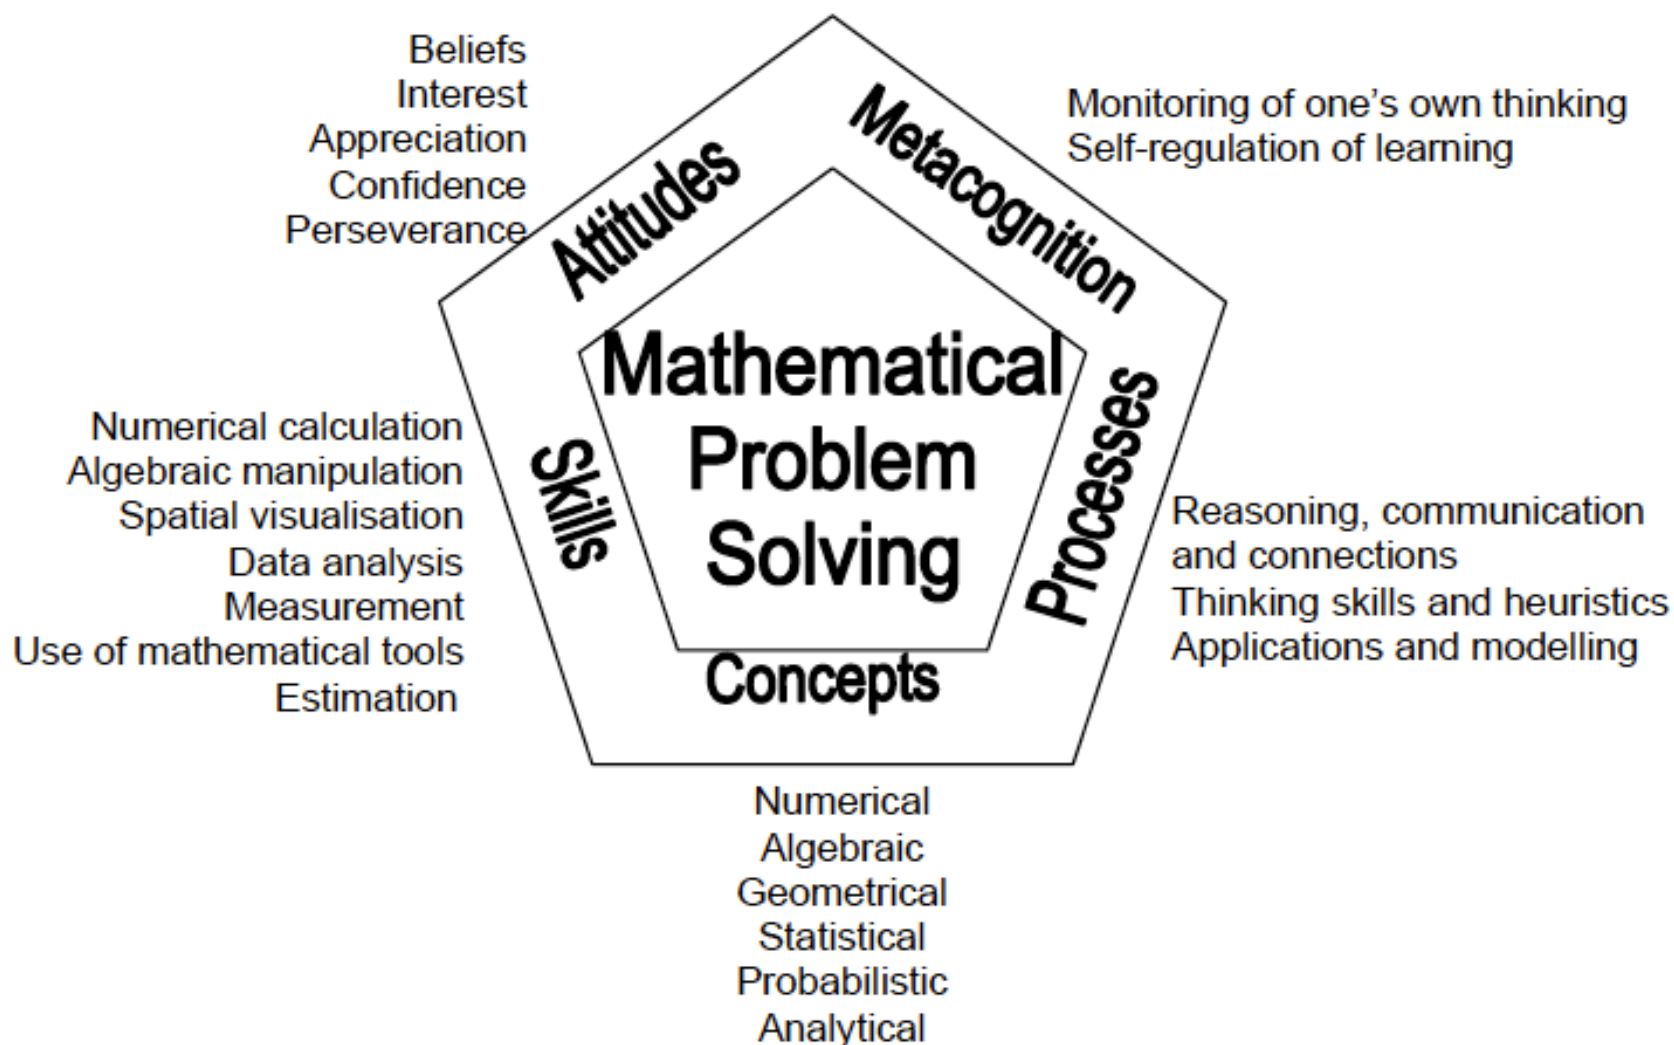 Beliefs
Interest
Appreciation
Confidence
Perseverance
Attitudes
Metacognition
Monitoring of one's own thinking
Self-regulation of learning
Mathematical
Problem
Solving
Numerical calculation
Algebraic manipulation
Spatial visualisation
Data analysis
Measurement
Use of mathematical tools
Estimation
Skills
Processes
Reasoning, communication
and connections
Thinking skills and heuristics
Applications and modelling
Concepts
Numerical
Algebraic
Geometrical
Statistical
Probabilistic
Analytical